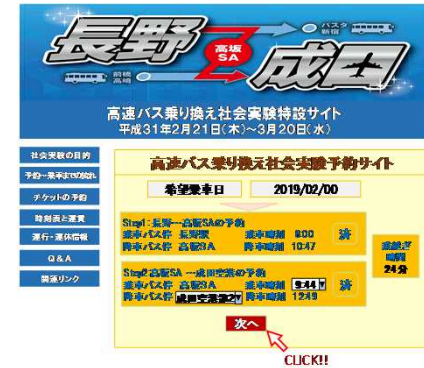 長野
成田
高坂
SA
バスタ
新宿
前橋
高崎
高速バス乗り換え社会実験特設サイト
平成31年2月21日(木)~3月20日(水)
社会実験の目的
予約~乗車までの流れ
チケットの予約
時刻表と運賃
運行・運休情報
Q&A
関連リンク
高速バス乗り換え社会実験予約サイト
希望乗車日 2019/02/00
Step1:長野―高坂SAの予約
乗車バス停 長野駅 乗車時刻 8:00
降車バス停 高坂SA 降車時刻 10:47
済
Step2:高坂SA ―成田空港の予約
乗車バス停 高坂SA 乗車時刻 9:44
降車バス停 成田空港第2 降車時刻 12:49
済
乗継ぎ
時間
24分
次へ
CLICK!!